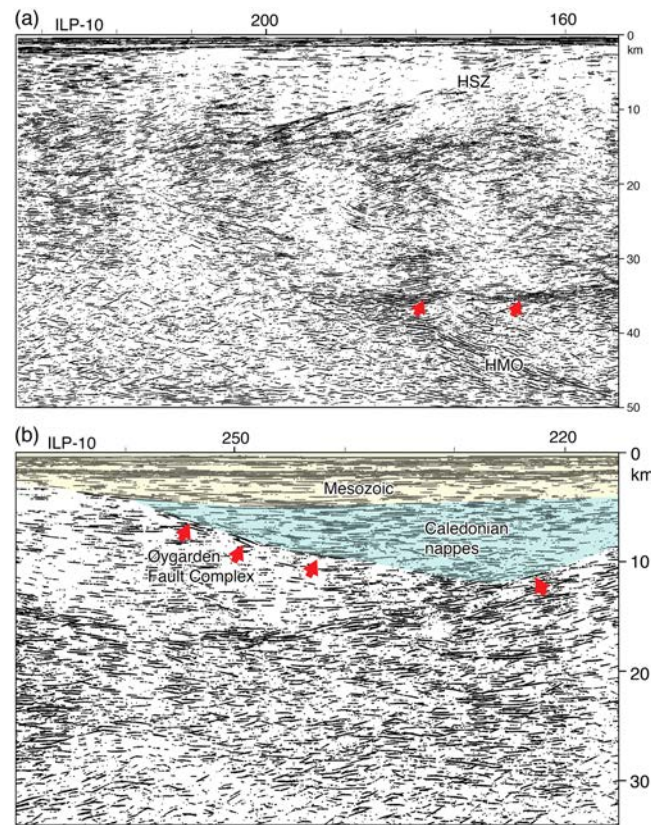 (a) ILP-10 200 160
0
km
HSZ
10
20
30
40
HMO
50
(b) ILP-10 250 220
0
km
Mesozoic
Caledonian
nappes
Øygarden
Fault Complex
10
20
30